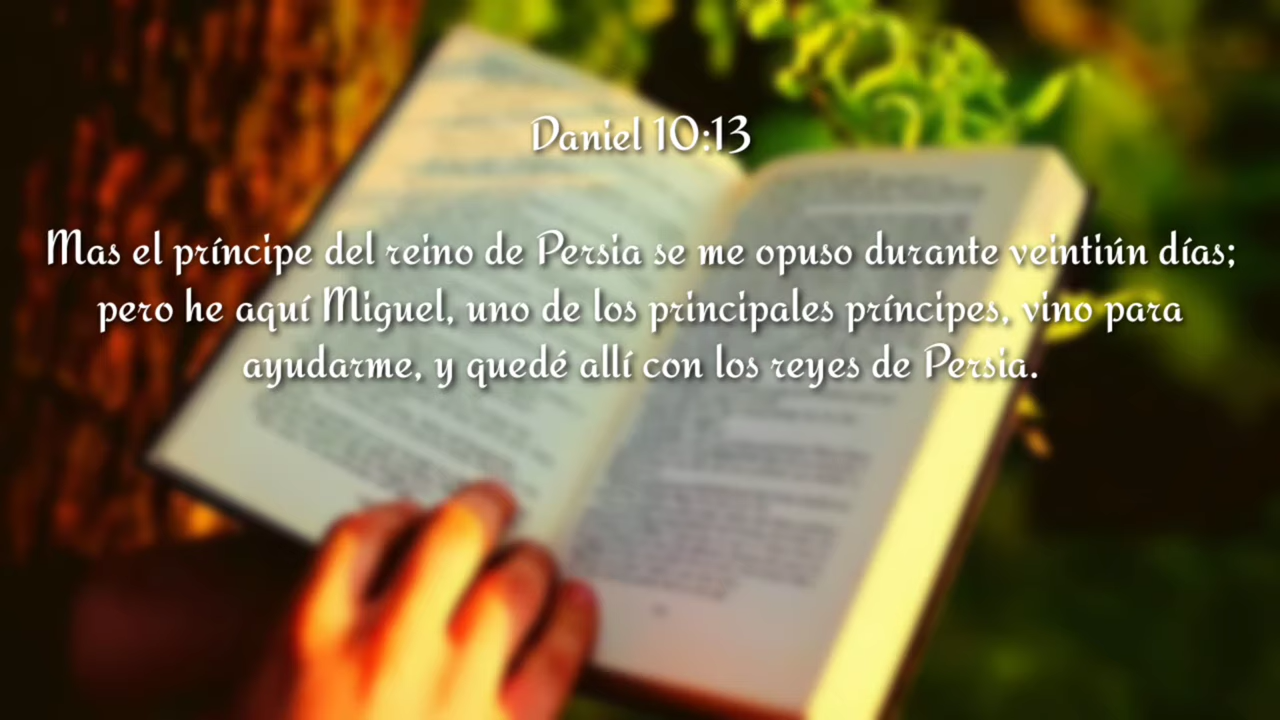 Daniel 10:13
Mas el príncipe del reino de Persia se me opuso durante veintiún días;
pero he aquí Miguel, uno de los principales príncipes, vino para
ayudarme, y quedé allí con los reyes de Persia.